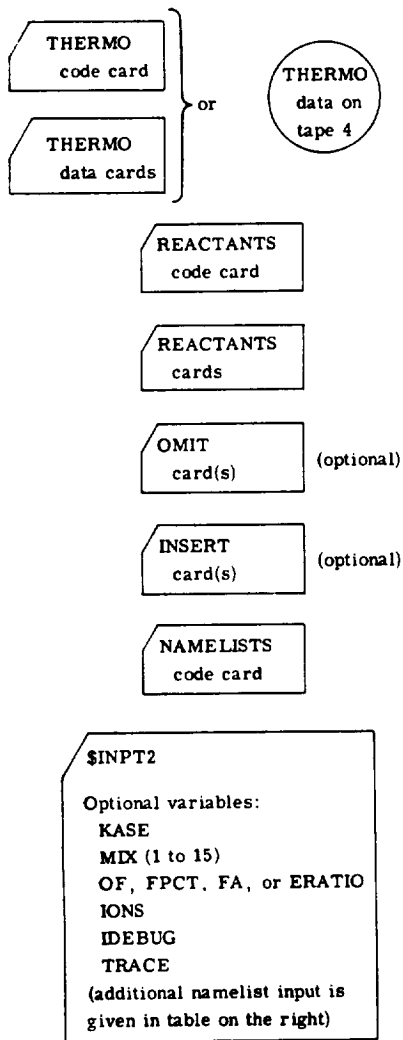 THERMO
code card
or
THERMO
data on
tape 4
THERMO
data cards
REACTANTS
code card
REACTANTS
cards
OMIT
card(s)
(optional)
INSERT
card(s)
(optional)
NAMELISTS
code card
$INPT2
Optional variables:
KASE
MIX (1 to 15)
OF, FPCT, FA, or ERATIO
IONS
IDEBUG
TRACE
(additional namelist input is
given in table on the right)